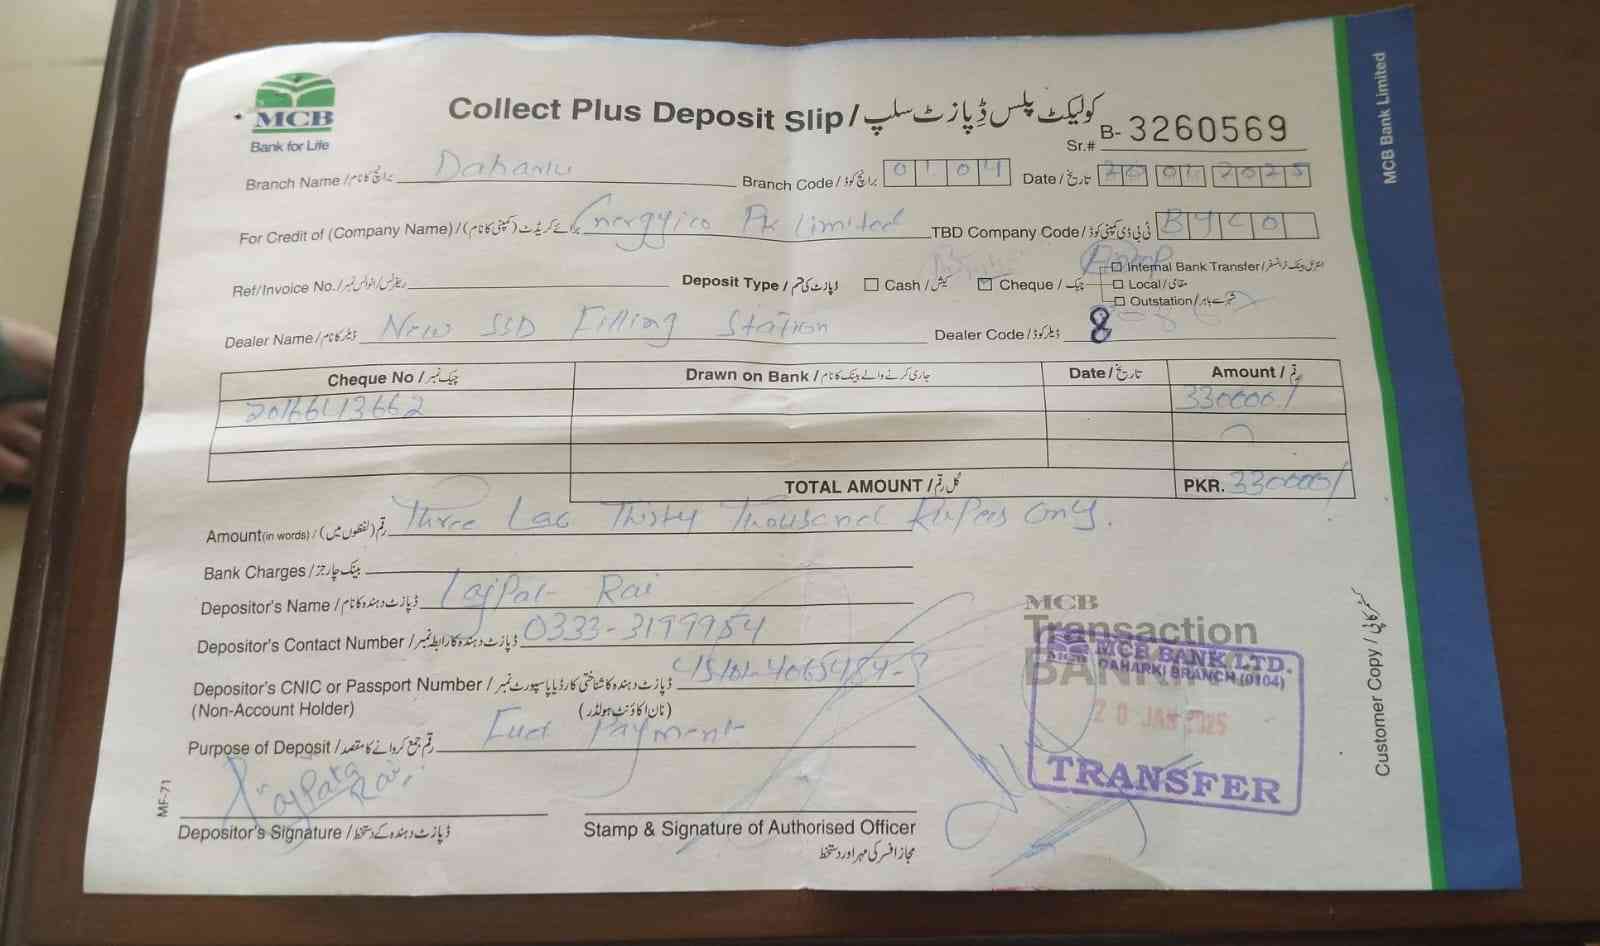 MCB
Bank for Life
Collect Plus Deposit Slip / کولیکٹ پلس ڈپازٹ سلپ
Sr.# B- 3260569
Branch Name / برانچ کا نام Daharki Branch Code / برانچ کوڈ 0104 Date / تاریخ 20 01 2025
For Credit of (Company Name) / (کمپنی کا نام) برائے کریڈٹ Cnergyico Pk Limited TBD Company Code / ٹی بی ڈی کمپنی کوڈ BYCO
Ref/Invoice No. / ریفرنس/انوائس نمبر Deposit Type / ڈپازٹ کی قسم Cash / کیش Cheque / چیک Internal Bank Transfer / انٹرنل بینک ٹرانسفر
Local / مقامی
Outstation / شہر سے باہر
Dealer Name / ڈیلر کا نام New SSD Filling Station Dealer Code / ڈیلر کوڈ 8
Cheque No / چیک نمبر Drawn on Bank / جاری کرنے والے بینک کا نام Date / تاریخ Amount / رقم
330000/
TOTAL AMOUNT / کل رقم PKR. 330000/
Amount (in words) / رقم (لفظوں میں) Three Lac Thirty Thousand Rupees Only.
Bank Charges / بینک چارجز
Depositor's Name / ڈپازٹ دہندہ کا نام LajPat Rai
Depositor's Contact Number / ڈپازٹ دہندہ کا رابطہ نمبر 0333-3199954
Depositor's CNIC or Passport Number / ڈپازٹ دہندہ کا شناختی کارڈ یا پاسپورٹ نمبر
(Non-Account Holder) (نان اکاؤنٹ ہولڈر)
Purpose of Deposit / رقم جمع کروانے کا مقصد Fuel Payment
LajPat Rai
Depositor's Signature / ڈپازٹ دہندہ کے دستخط
Stamp & Signature of Authorised Officer
مجاز افسر کی مہر اور دستخط
MF-71
MCB
Transaction
BANKING
MCB BANK LTD.
DAHARKI BRANCH (0104)
20 JAN 2025
TRANSFER
MCB Bank Limited
Customer Copy / کسٹمر کاپی